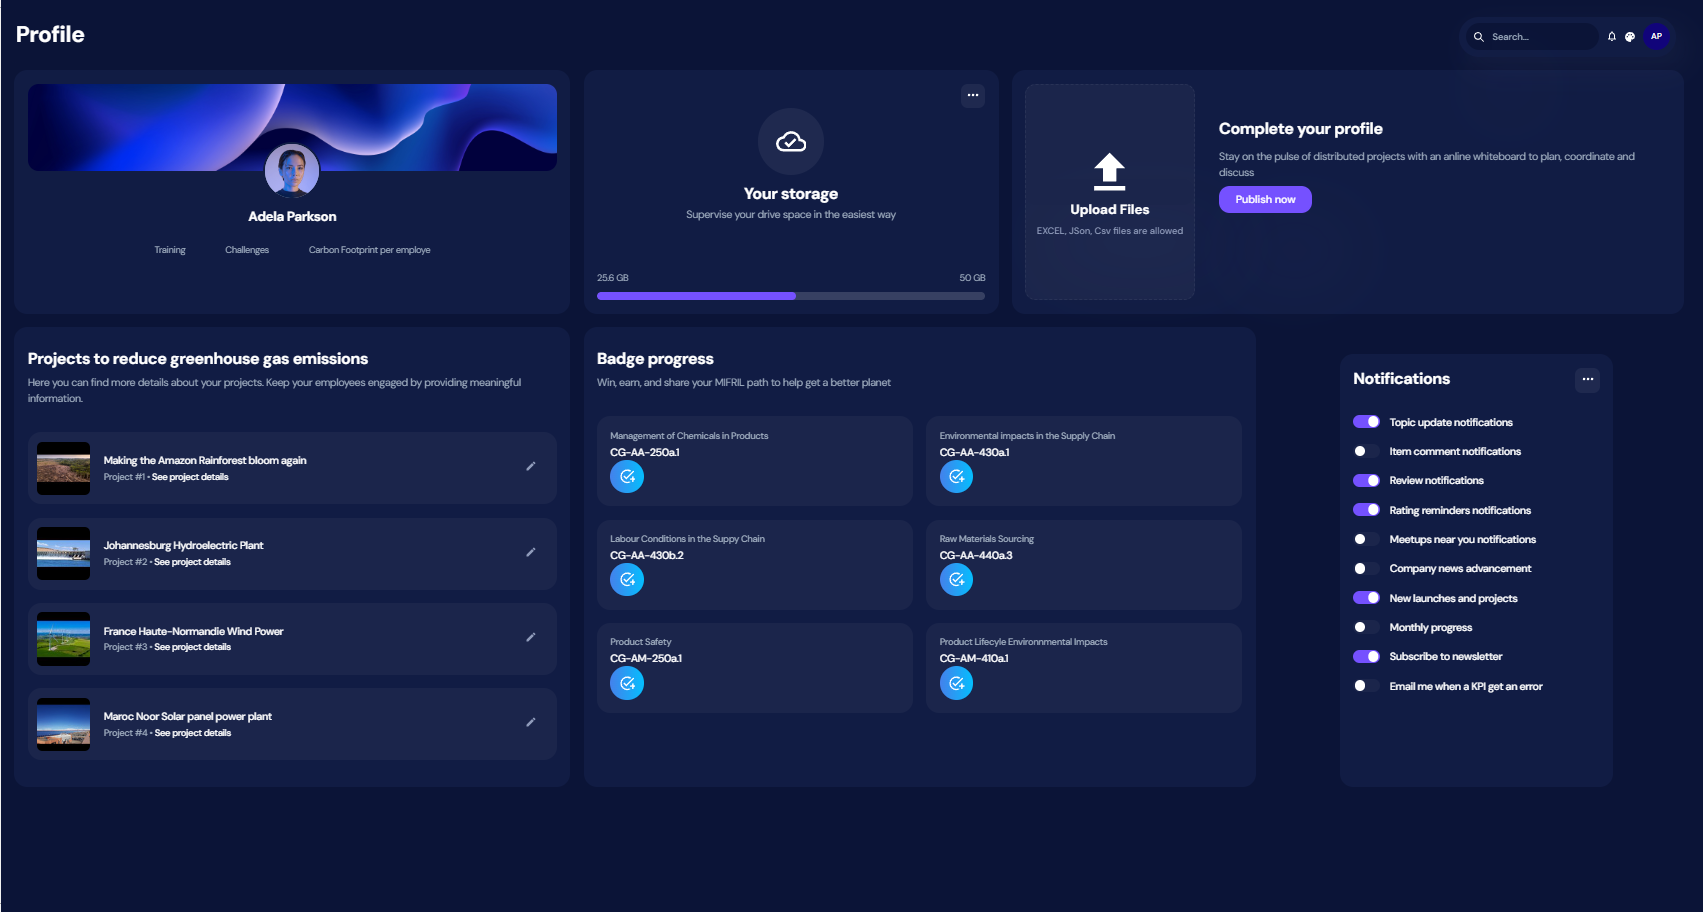 Profile
Search...
AP
Adela Parkson
Training
Challenges
Carbon Footprint per employe
Your storage
Supervise your drive space in the easiest way
25.6 GB
50 GB
Upload Files
EXCEL, JSon, Csv files are allowed
Complete your profile
Stay on the pulse of distributed projects with an anline whiteboard to plan, coordinate and
discuss
Publish now
Projects to reduce greenhouse gas emissions
Here you can find more details about your projects. Keep your employees engaged by providing meaningful
information.
Making the Amazon Rainforest bloom again
Project #1 • See project details
Johannesburg Hydroelectric Plant
Project #2 • See project details
France Haute-Normandie Wind Power
Project #3 • See project details
Maroc Noor Solar panel power plant
Project #4 • See project details
Badge progress
Win, earn, and share your MIFRIL path to help get a better planet
Management of Chemicals in Products
CG-AA-250a.1
Environmental impacts in the Supply Chain
CG-AA-430a.1
Labour Conditions in the Suppy Chain
CG-AA-430b.2
Raw Materials Sourcing
CG-AA-440a.3
Product Safety
CG-AM-250a.1
Product Lifecyle Environnmental Impacts
CG-AM-410a.1
Notifications
Topic update notifications
Item comment notifications
Review notifications
Rating reminders notifications
Meetups near you notifications
Company news advancement
New launches and projects
Monthly progress
Subscribe to newsletter
Email me when a KPI get an error